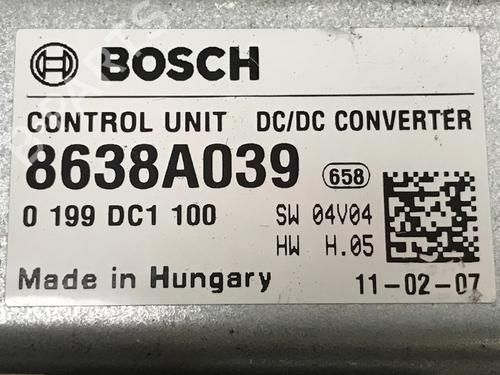 BOSCH
CONTROL UNIT DC/DC CONVERTER
8638A039 658
0 199 DC1 100 SW 04V04
HW H.05
Made in Hungary 11-02-07